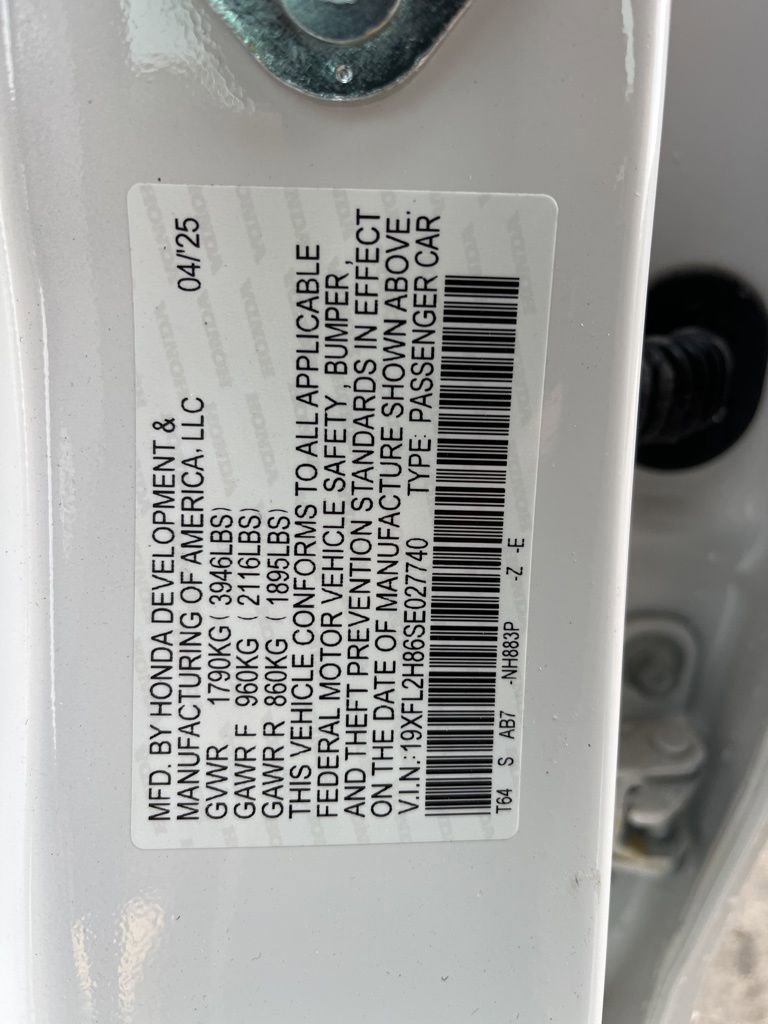 MFD. BY HONDA DEVELOPMENT & 04/'25
MANUFACTURING OF AMERICA, LLC
GVWR 1790KG ( 3946LBS)
GAWR F 960KG ( 2116LBS)
GAWR R 860KG ( 1895LBS)
THIS VEHICLE CONFORMS TO ALL APPLICABLE
FEDERAL MOTOR VEHICLE SAFETY , BUMPER ,
AND THEFT PREVENTION STANDARDS IN EFFECT
ON THE DATE OF MANUFACTURE SHOWN ABOVE.
V.I.N.:19XFL2H86SE027740 TYPE: PASSENGER CAR
T64 S AB7 -NH883P -Z -E
HONDA